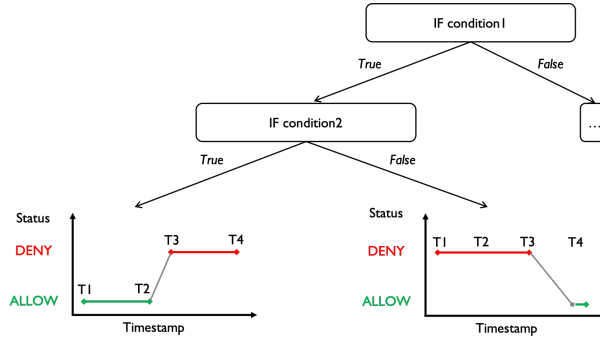 IF condition1
True
False
IF condition2
...
True
False
Status
DENY
T3
T4
T1
T2
ALLOW
Timestamp
Status
DENY
T1
T2
T3
T4
ALLOW
Timestamp